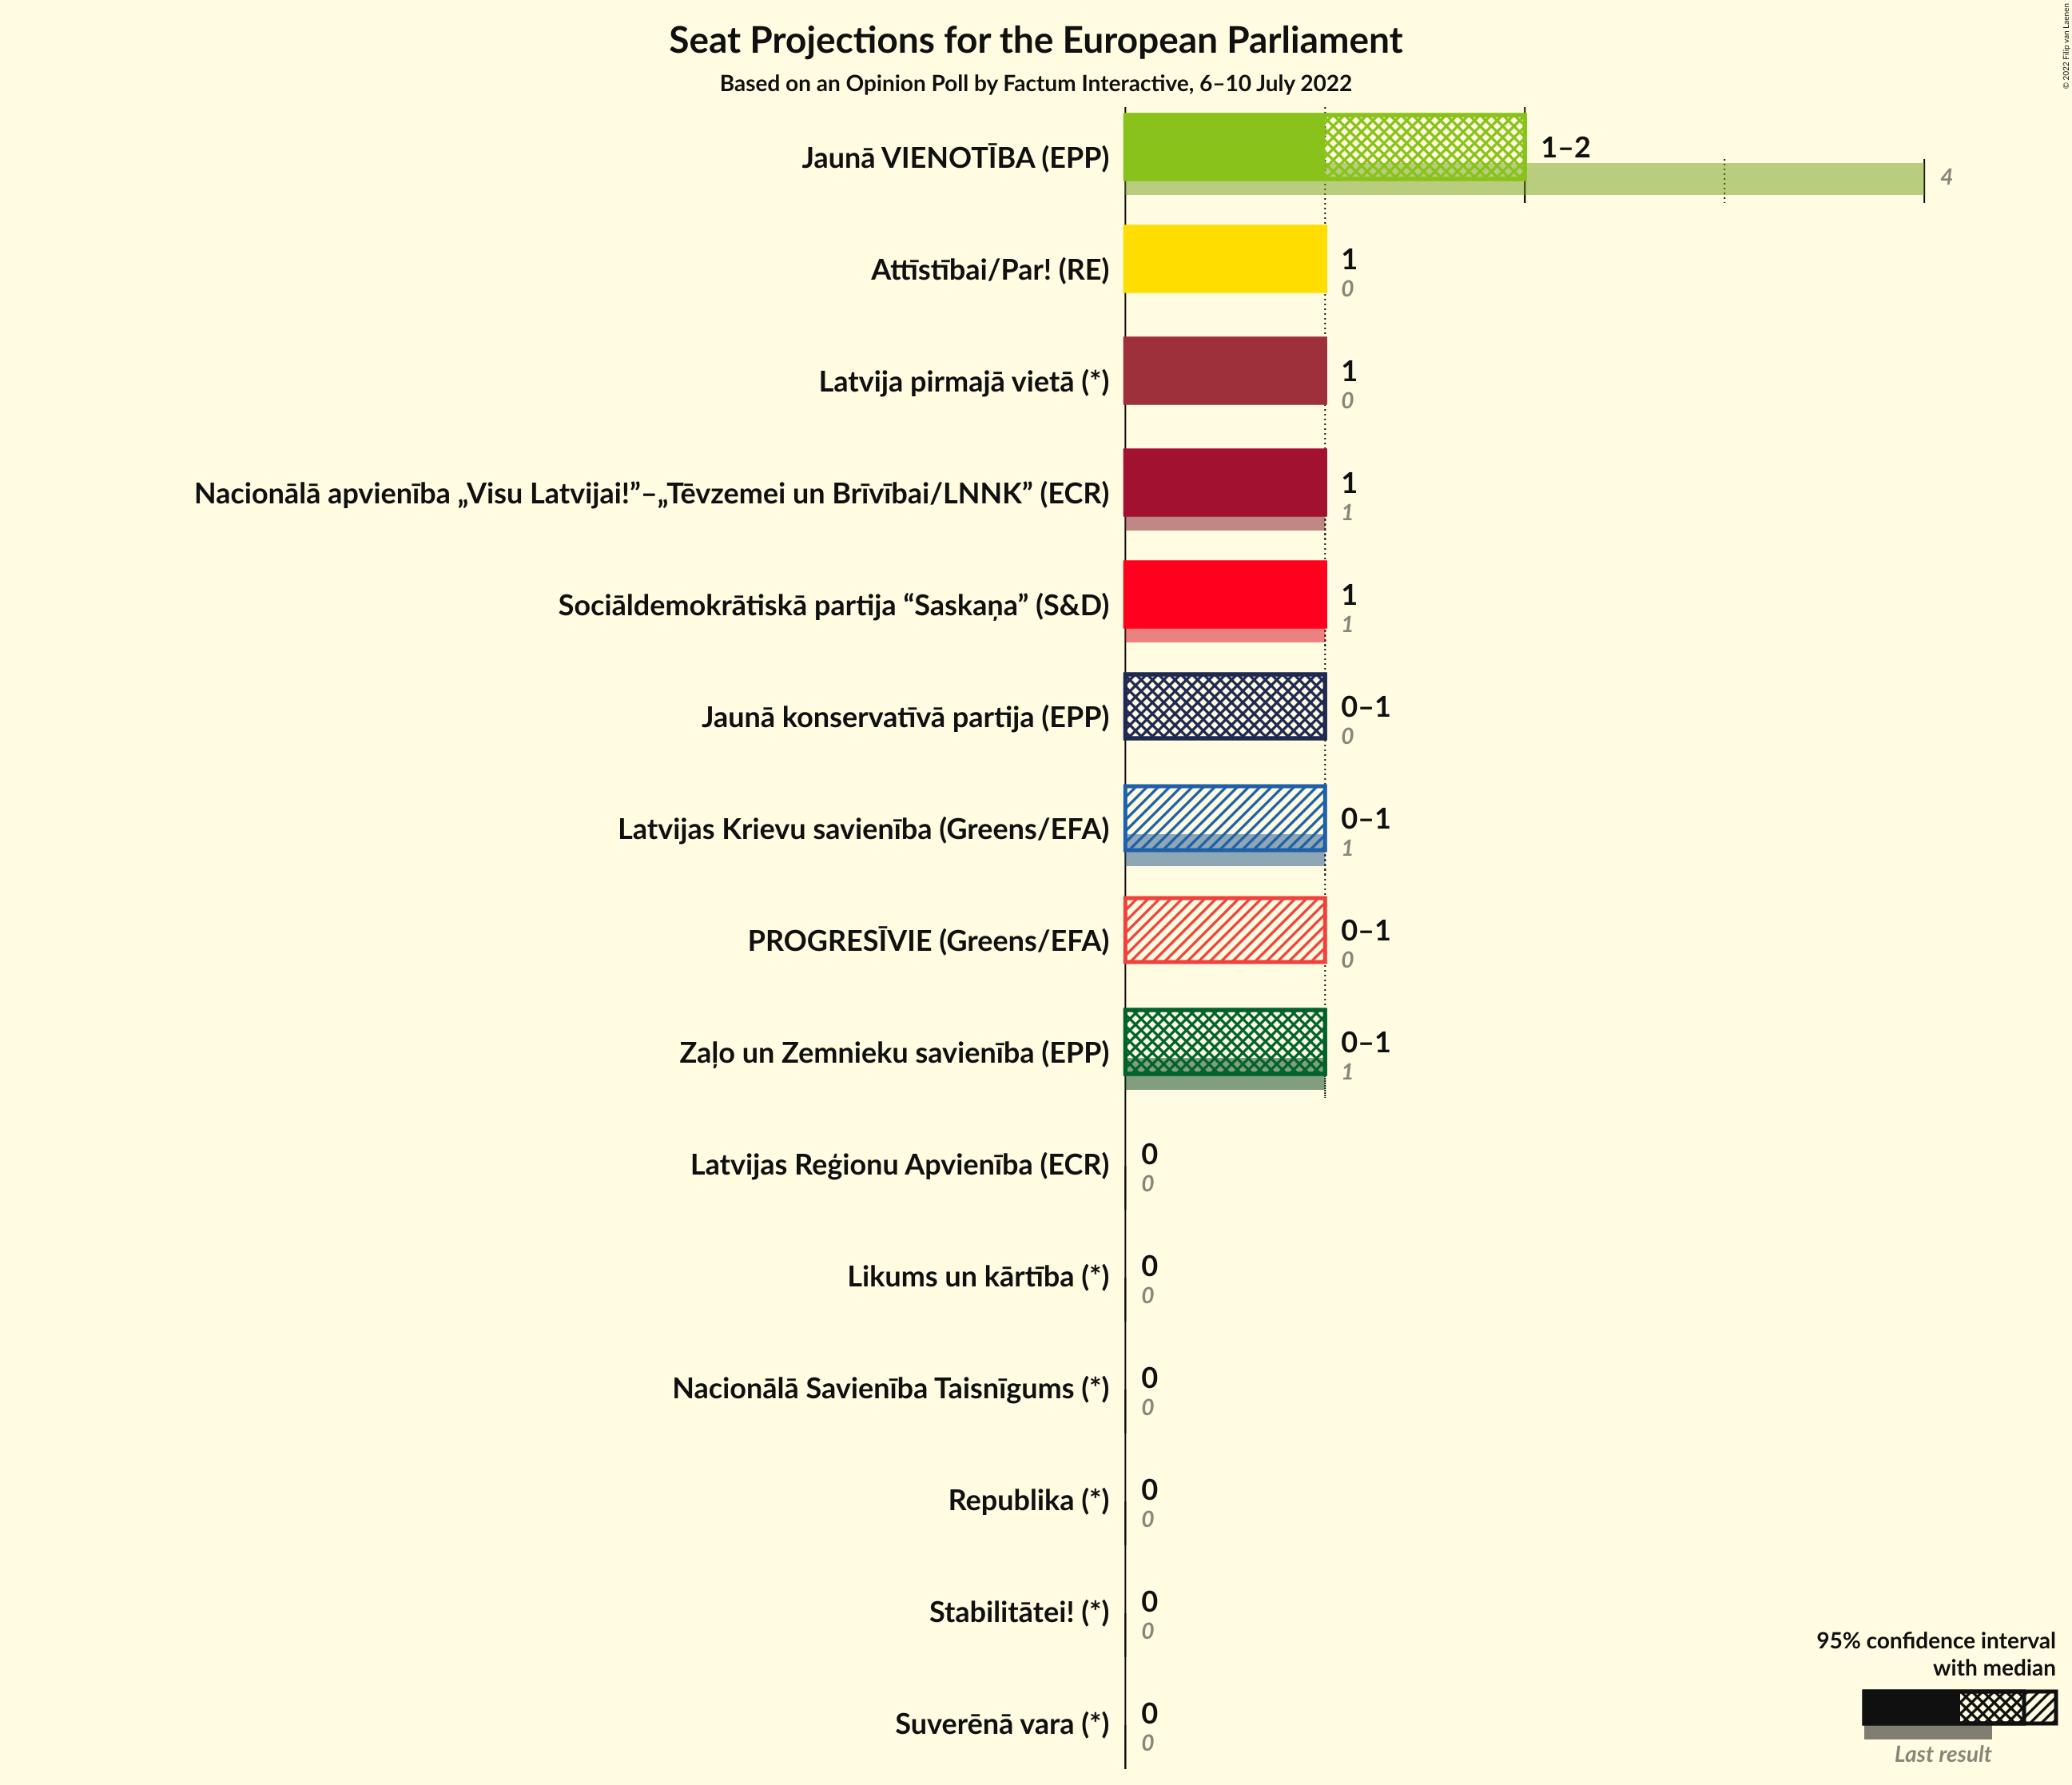 Seat Projections for the European Parliament
Based on an Opinion Poll by Factum Interactive, 6–10 July 2022
© 2022 Filip van Laenen
Jaunā VIENOTĪBA (EPP)
1–2
4
Attīstībai/Par! (RE)
1
0
Latvija pirmajā vietā (*)
1
0
Nacionālā apvienība „Visu Latvijai!”–„Tēvzemei un Brīvībai/LNNK” (ECR)
1
1
Sociāldemokrātiskā partija “Saskaņa” (S&D)
1
1
Jaunā konservatīvā partija (EPP)
0–1
0
Latvijas Krievu savienība (Greens/EFA)
0–1
1
PROGRESĪVIE (Greens/EFA)
0–1
0
Zaļo un Zemnieku savienība (EPP)
0–1
1
Latvijas Reģionu Apvienība (ECR)
0
0
Likums un kārtība (*)
0
0
Nacionālā Savienība Taisnīgums (*)
0
0
Republika (*)
0
0
Stabilitātei! (*)
0
0
Suverēnā vara (*)
0
0
95% confidence interval
with median
Last result